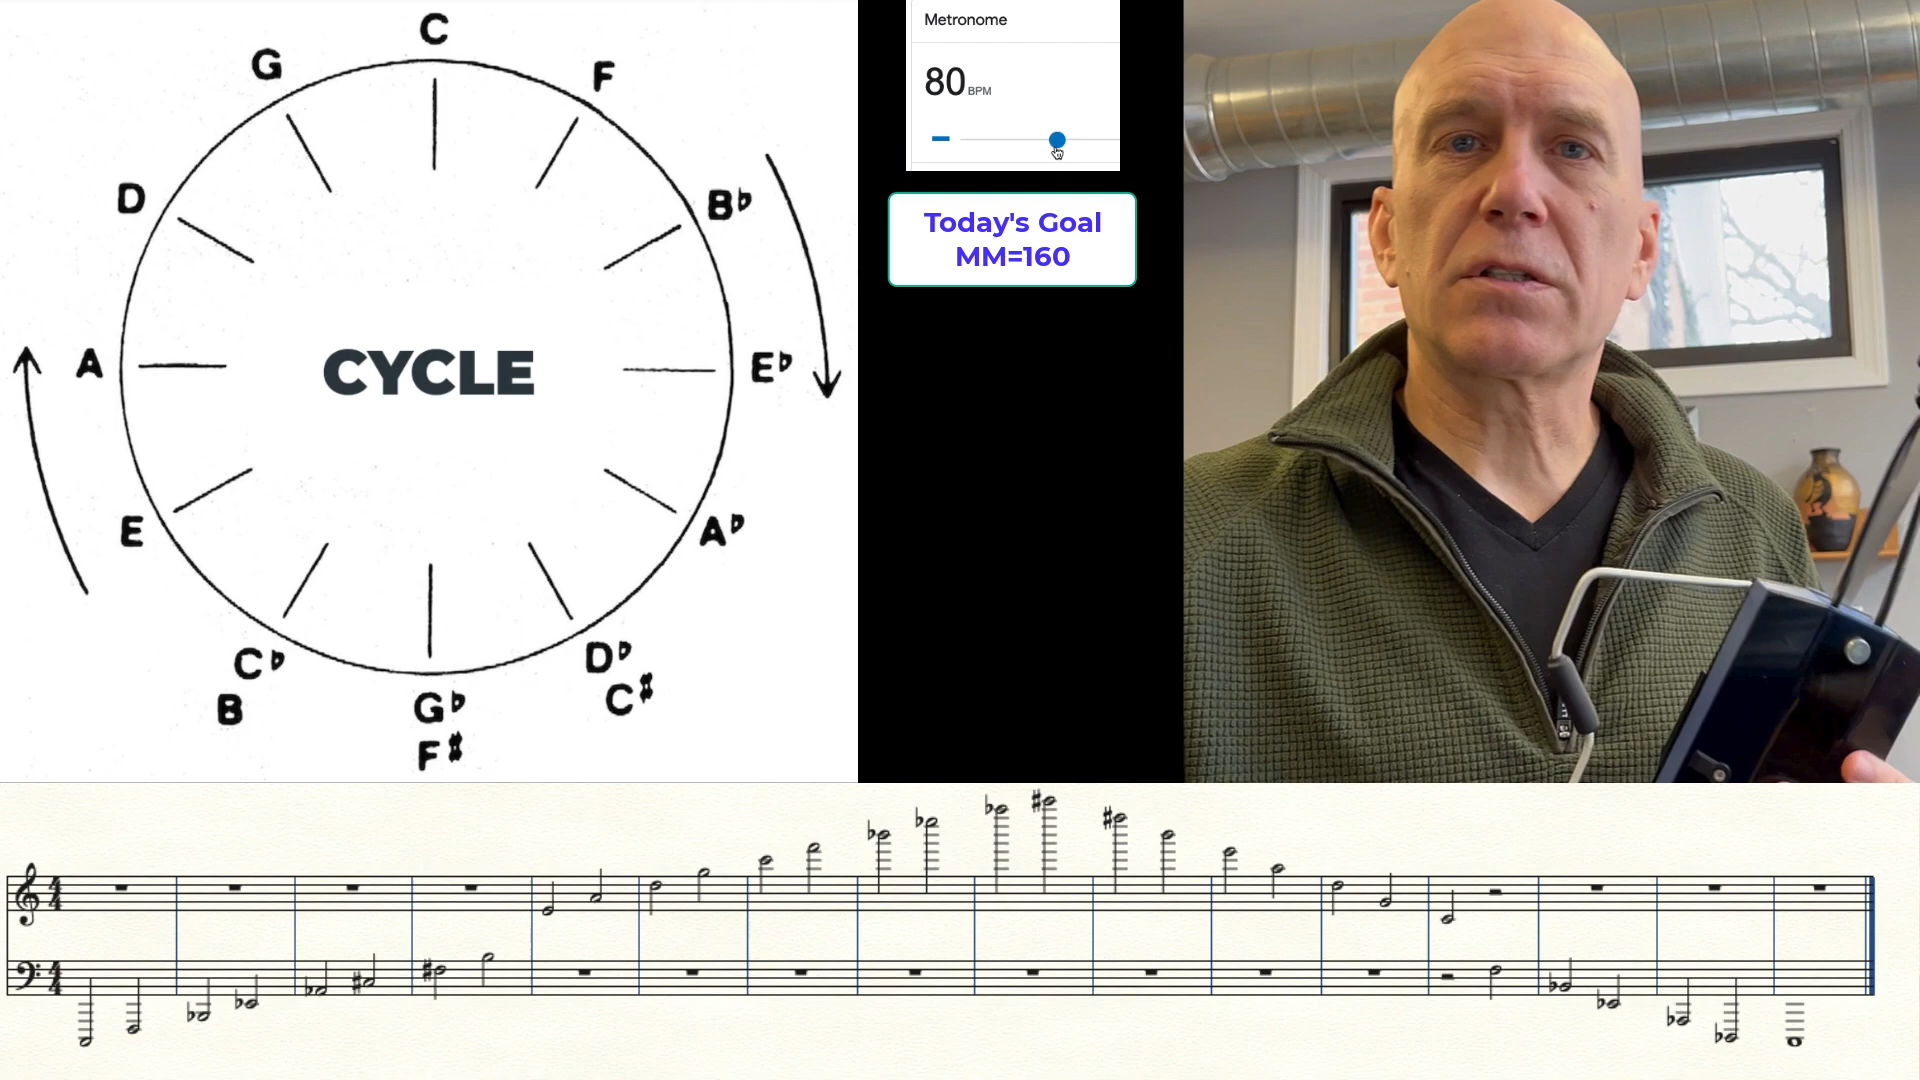 C
G
F
D
B♭
A
CYCLE
E♭
E
A♭
C♭
B
G♭
F♯
D♭
C♯
Metronome
80 BPM
Today's Goal
MM=160